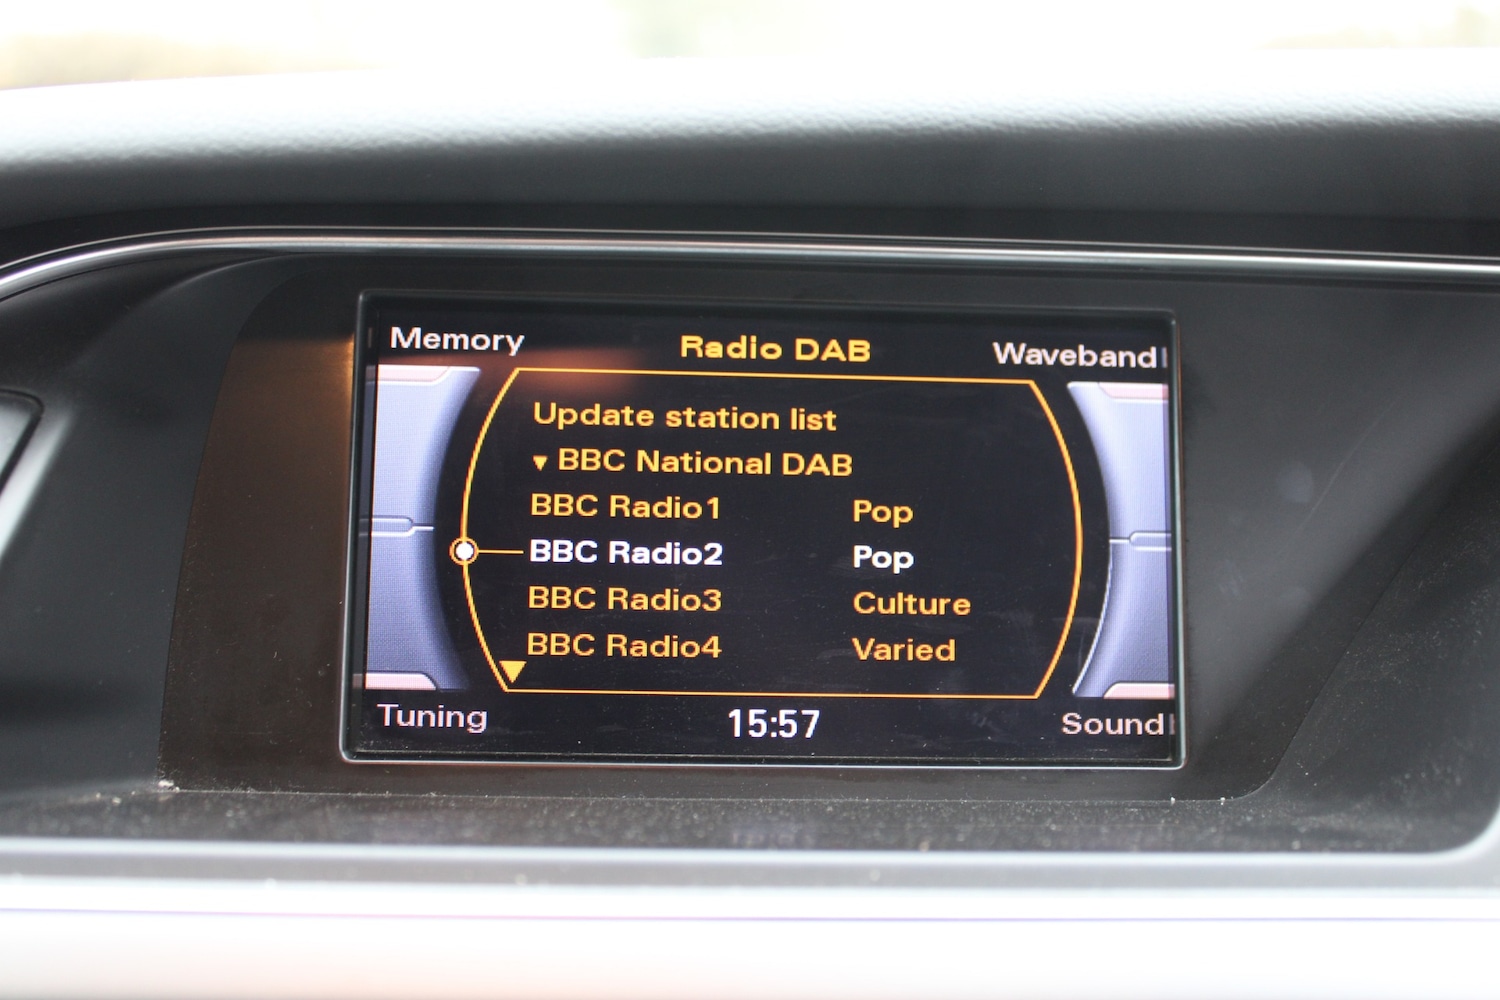 Memory Radio DAB Waveband
Update station list
▼ BBC National DAB
BBC Radio1 Pop
BBC Radio2 Pop
BBC Radio3 Culture
BBC Radio4 Varied
Tuning 15:57 Sound